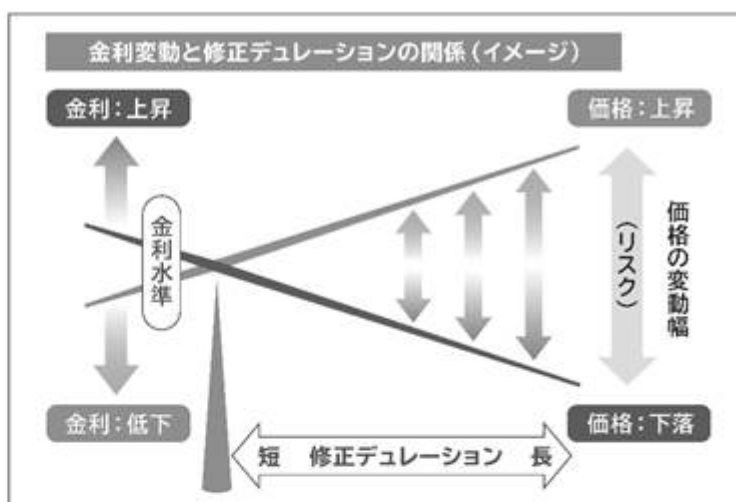 金利変動と修正デュレーションの関係(イメージ)
金利：上昇
価格：上昇
金利水準
(リスク)
価格の変動幅
金利：低下
価格：下落
短 修正デュレーション 長